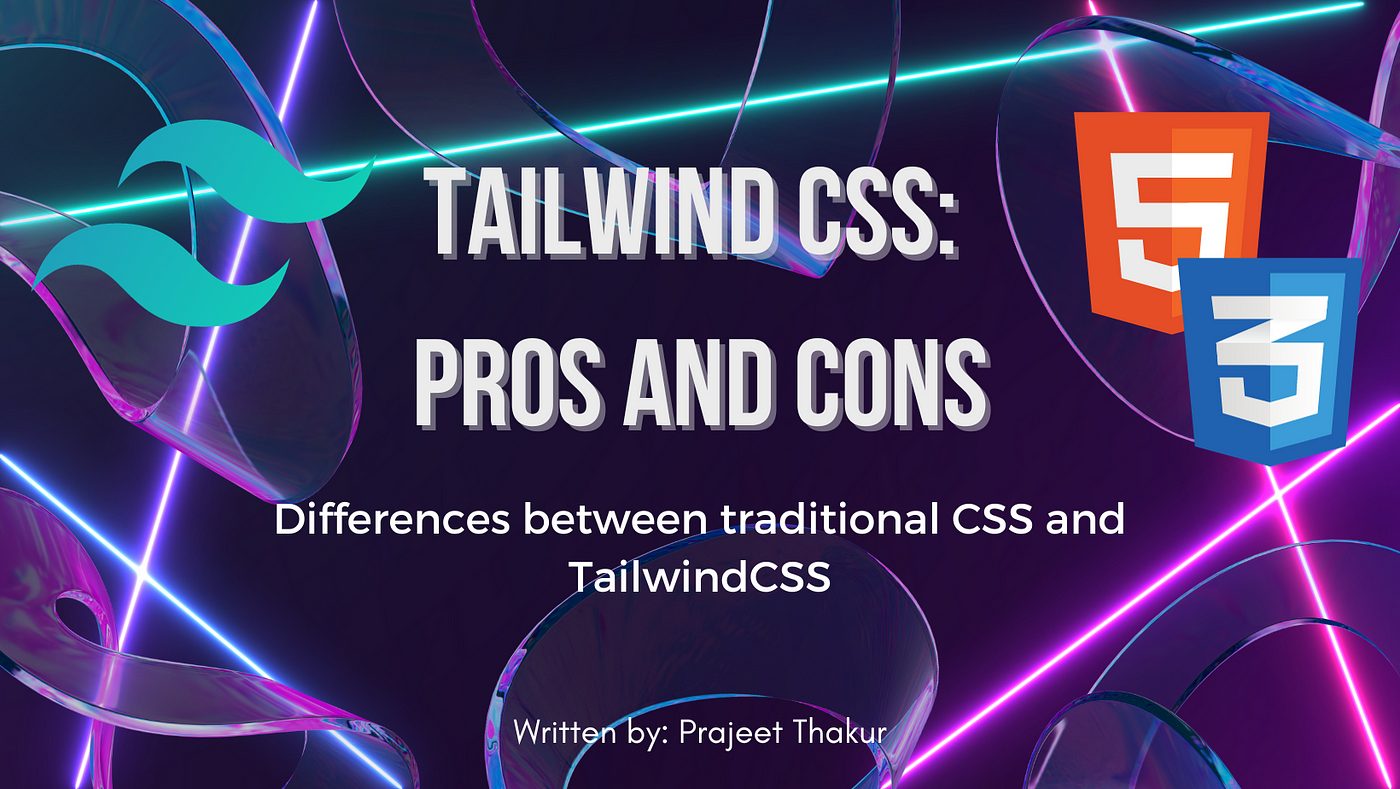 TAILWIND CSS:
PROS AND CONS
5
3
Differences between traditional CSS and
TailwindCSS
Written by: Prajeet Thakur